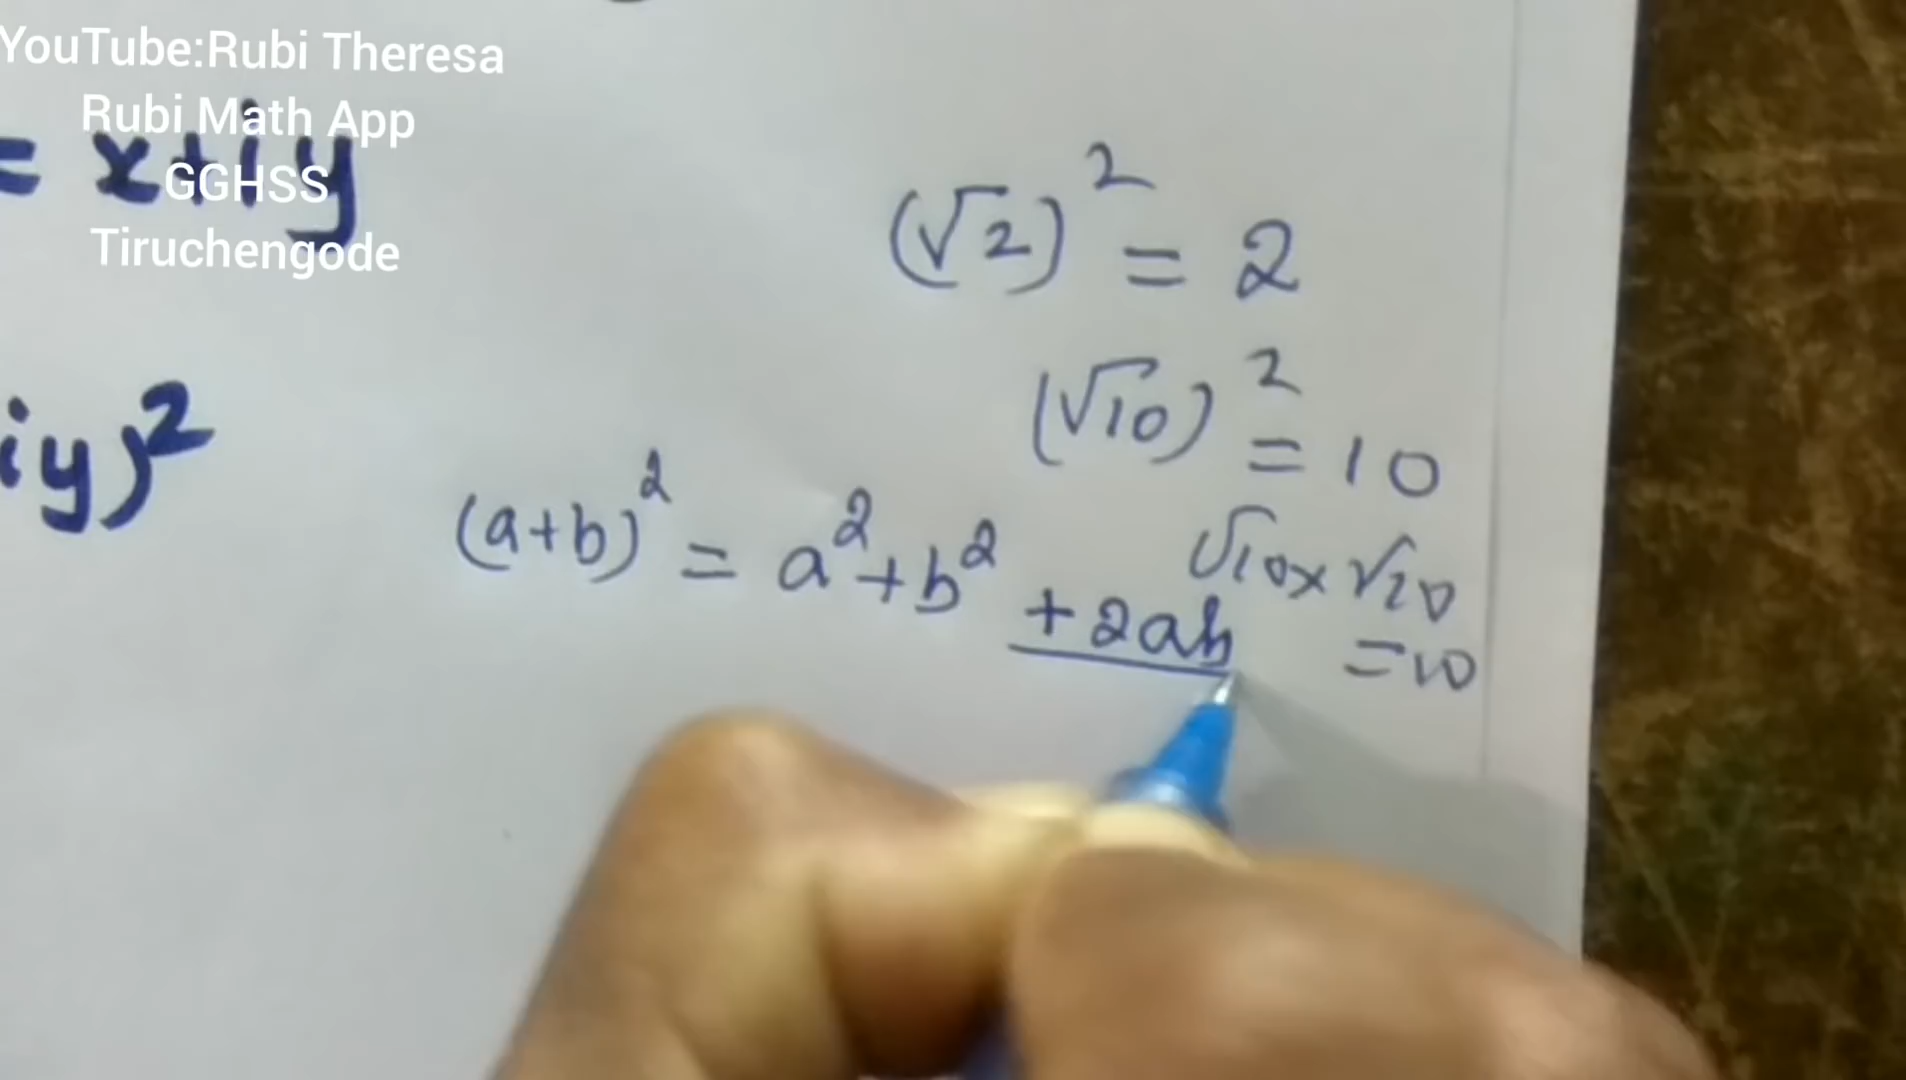 YouTube:Rubi Theresa
Rubi Math App
GGHSS
Tiruchengode
= x+iy
(√2)² = 2
(√10)² = 10
iy)²
(a+b)² = a²+b² +2ab
√10x √10
=10